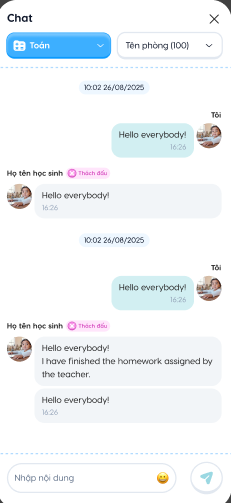 Chat
Toán
Tên phòng (100)
10:02 26/08/2025
Tôi
Hello everybody!
16:26
Họ tên học sinh Thách đấu
Hello everybody!
16:26
10:02 26/08/2025
Tôi
Hello everybody!
16:26
Họ tên học sinh Thách đấu
Hello everybody!
I have finished the homework assigned by
the teacher.
Hello everybody!
16:26
Nhập nội dung